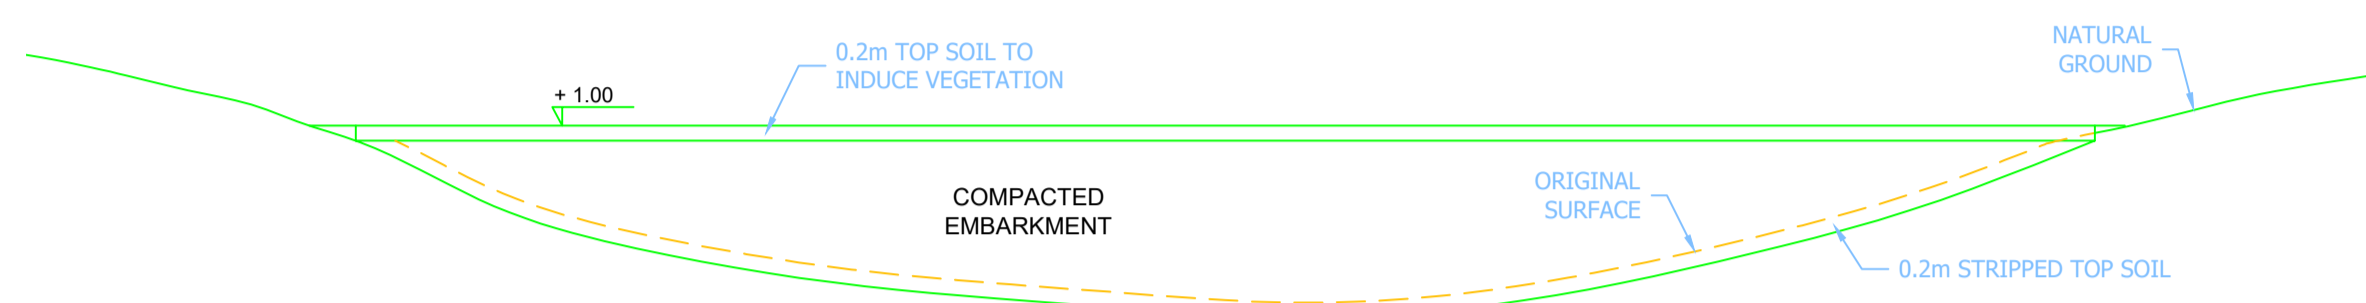 NATURAL
GROUND
0.2m TOP SOIL TO
INDUCE VEGETATION
+ 1.00
ORIGINAL
SURFACE
COMPACTED
EMBARKMENT
0.2m STRIPPED TOP SOIL